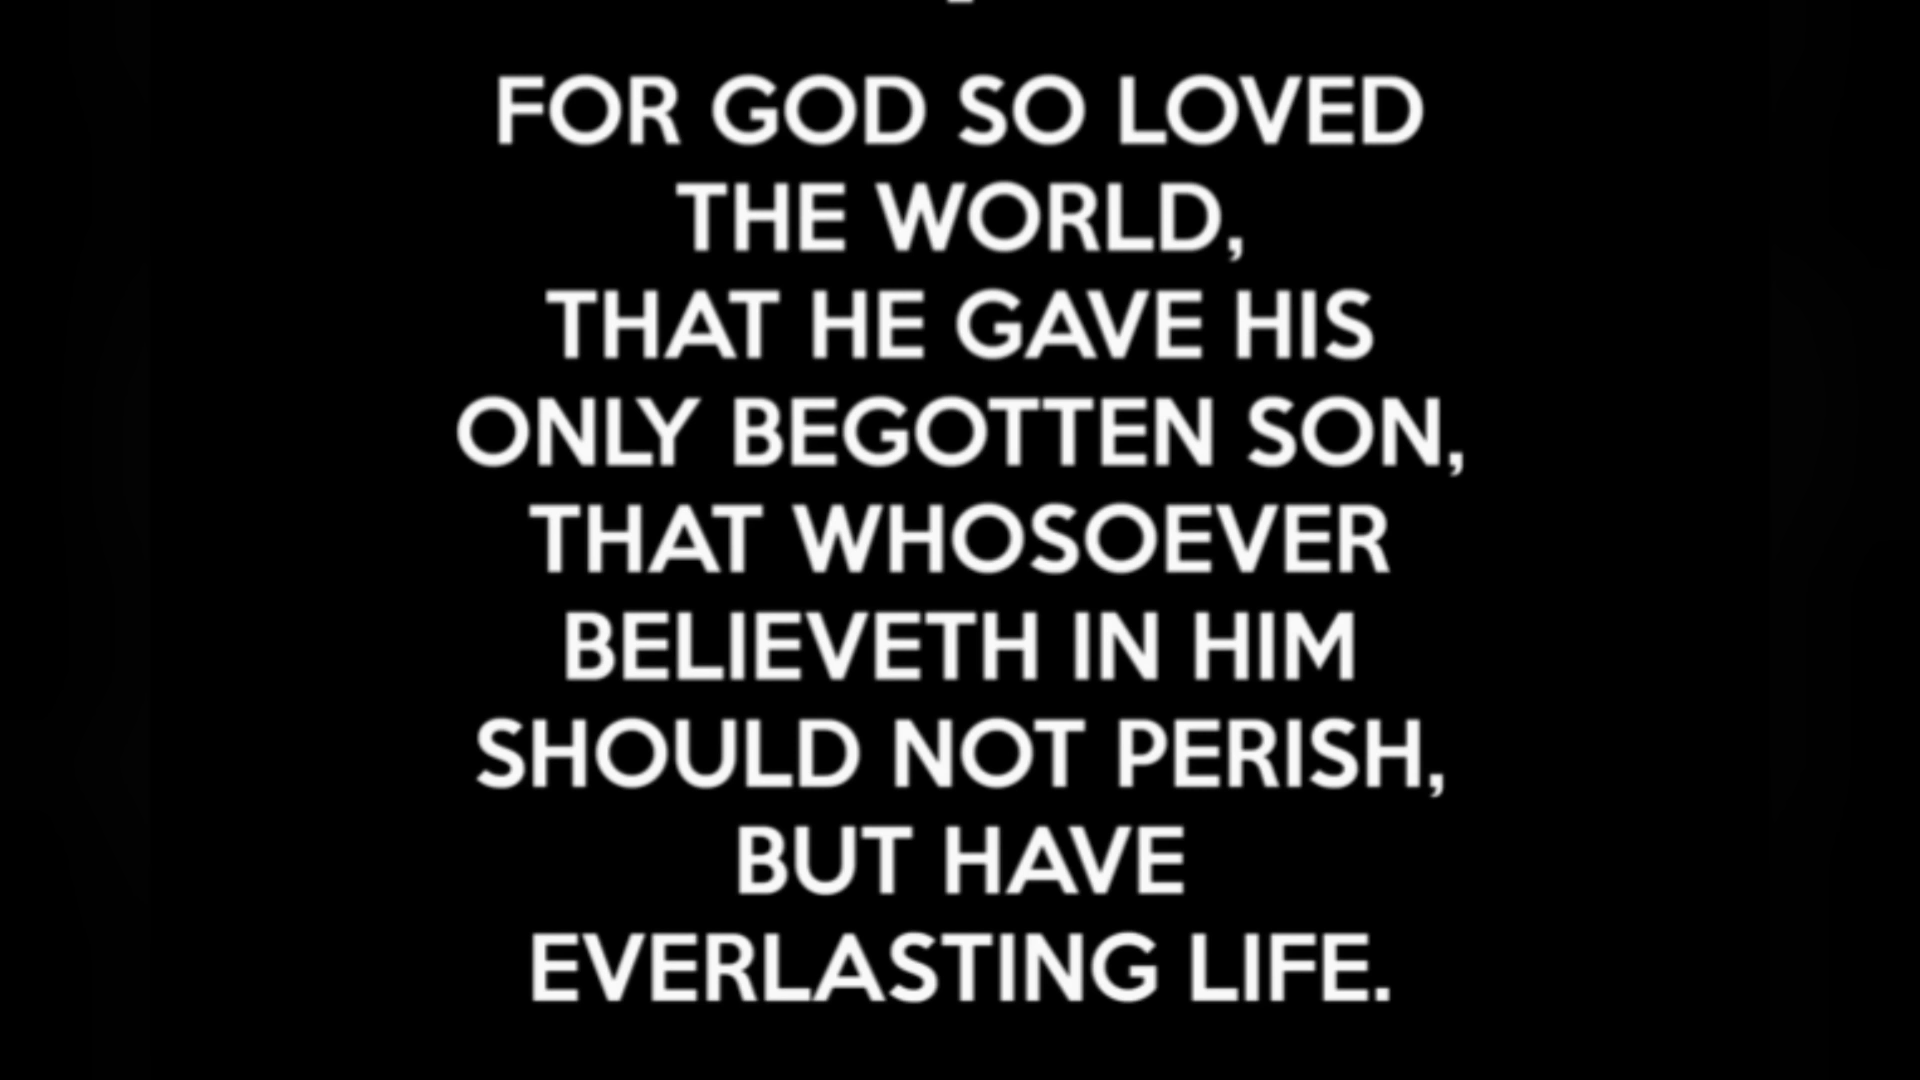 FOR GOD SO LOVED
THE WORLD,
THAT HE GAVE HIS
ONLY BEGOTTEN SON,
THAT WHOSOEVER
BELIEVETH IN HIM
SHOULD NOT PERISH,
BUT HAVE
EVERLASTING LIFE.